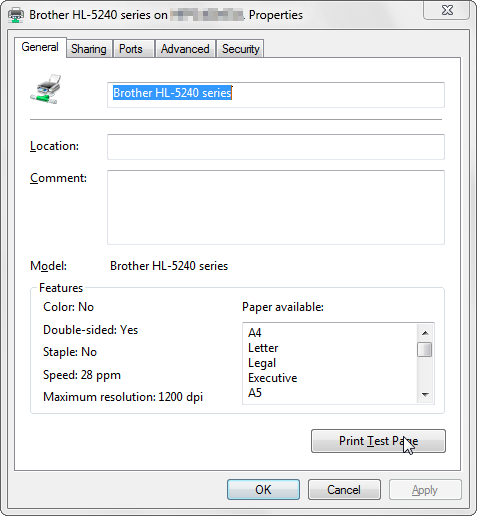 Brother HL-5240 series on Properties
General Sharing Ports Advanced Security
Brother HL-5240 series
Location:
Comment:
Model: Brother HL-5240 series
Features
Color: No
Double-sided: Yes
Staple: No
Speed: 28 ppm
Maximum resolution: 1200 dpi
Paper available:
A4
Letter
Legal
Executive
A5
Print Test Page
OK Cancel Apply